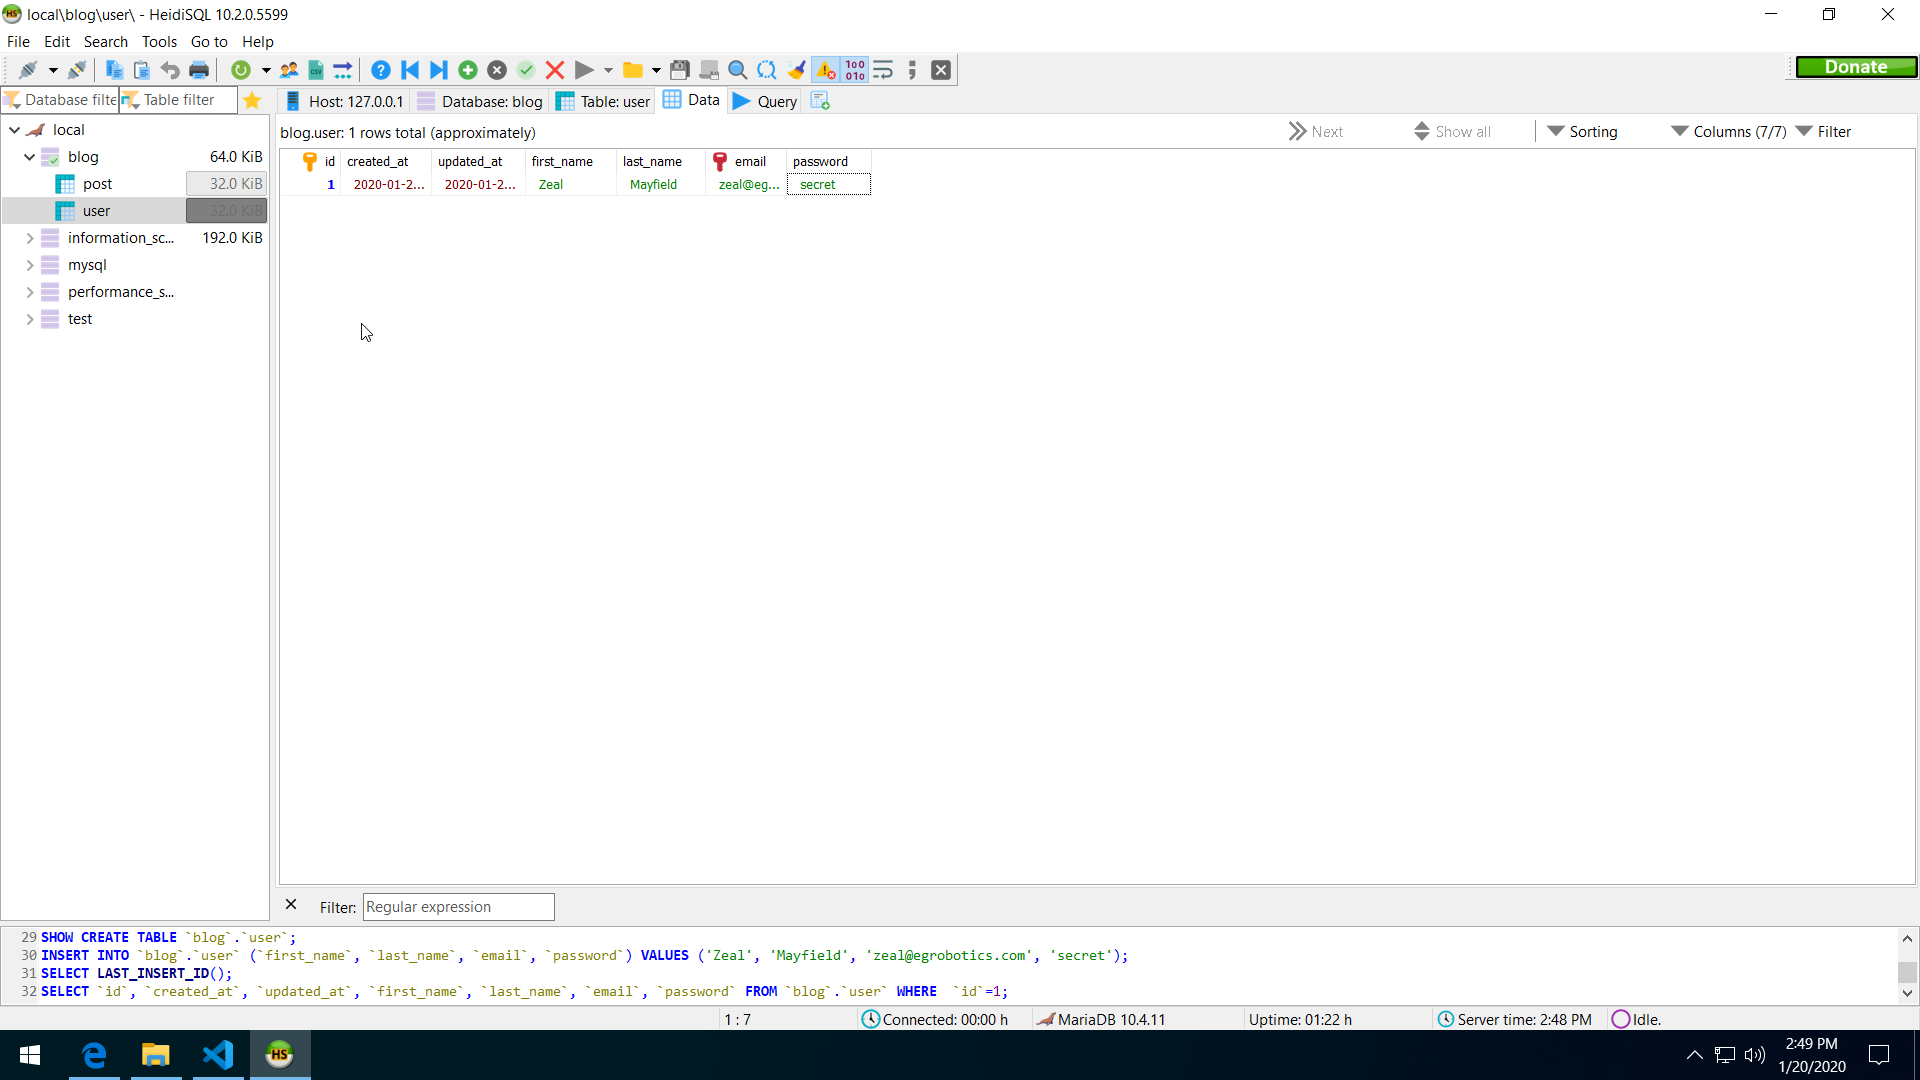 local\blog\user\ - HeidiSQL 10.2.0.5599
File Edit Search Tools Go to Help
Donate
Database filte Table filter
Host: 127.0.0.1 Database: blog Table: user Data Query
local
blog 64.0 KiB
post 32.0 KiB
user 32.0 KiB
information_sc... 192.0 KiB
mysql
performance_s...
test
blog.user: 1 rows total (approximately) Next Show all Sorting Columns (7/7) Filter
id created_at updated_at first_name last_name email password
1 2020-01-2... 2020-01-2... Zeal Mayfield zeal@eg... secret
Filter: Regular expression
29 SHOW CREATE TABLE `blog`.`user`;
30 INSERT INTO `blog`.`user` (`first_name`, `last_name`, `email`, `password`) VALUES ('Zeal', 'Mayfield', 'zeal@egrobotics.com', 'secret');
31 SELECT LAST_INSERT_ID();
32 SELECT `id`, `created_at`, `updated_at`, `first_name`, `last_name`, `email`, `password` FROM `blog`.`user` WHERE  `id`=1;
1 : 7 Connected: 00:00 h MariaDB 10.4.11 Uptime: 01:22 h Server time: 2:48 PM Idle.
HS
2:49 PM
1/20/2020